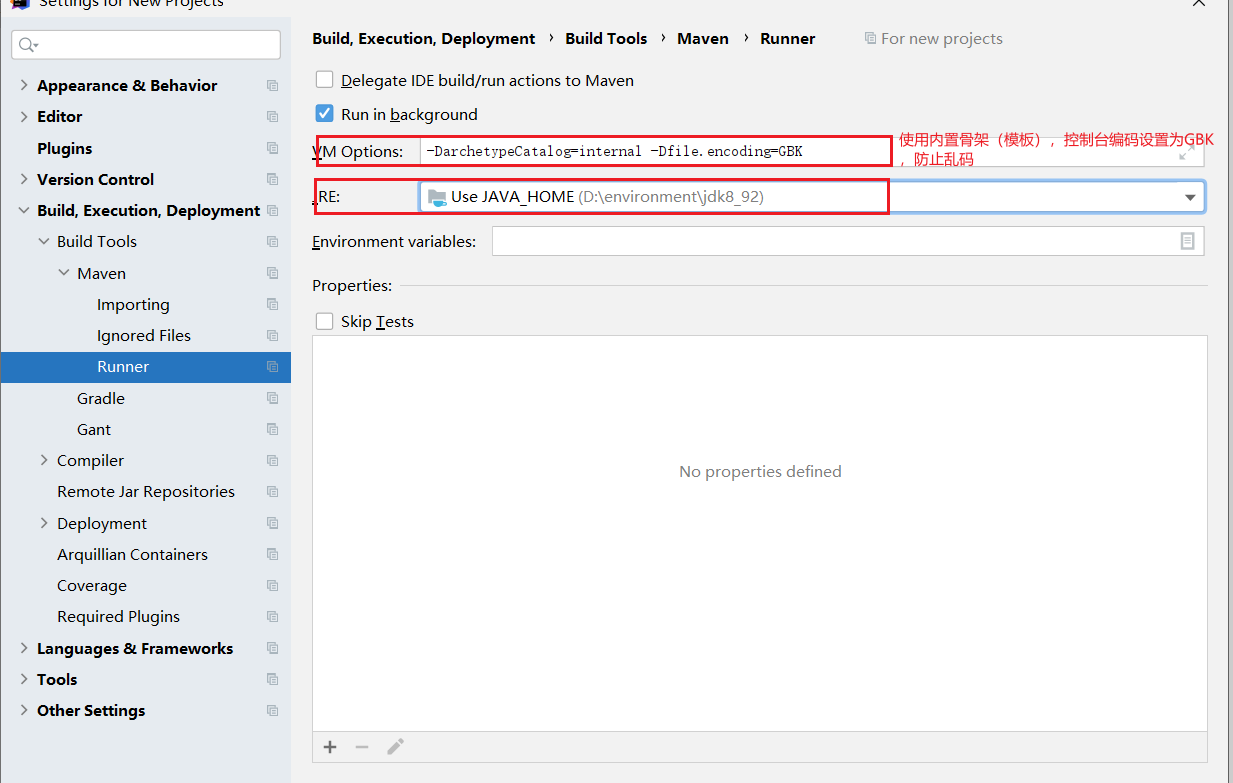 Settings for New Projects
Build, Execution, Deployment › Build Tools › Maven › Runner For new projects
Appearance & Behavior
Editor
Plugins
Version Control
Build, Execution, Deployment
Build Tools
Maven
Importing
Ignored Files
Runner
Gradle
Gant
Compiler
Remote Jar Repositories
Deployment
Arquillian Containers
Coverage
Required Plugins
Languages & Frameworks
Tools
Other Settings
Delegate IDE build/run actions to Maven
Run in background
VM Options: -DarchetypeCatalog=internal -Dfile.encoding=GBK
使用内置骨架（模板），控制台编码设置为GBK
，防止乱码
JRE: Use JAVA_HOME (D:\environment\jdk8_92)
Environment variables:
Properties:
Skip Tests
No properties defined